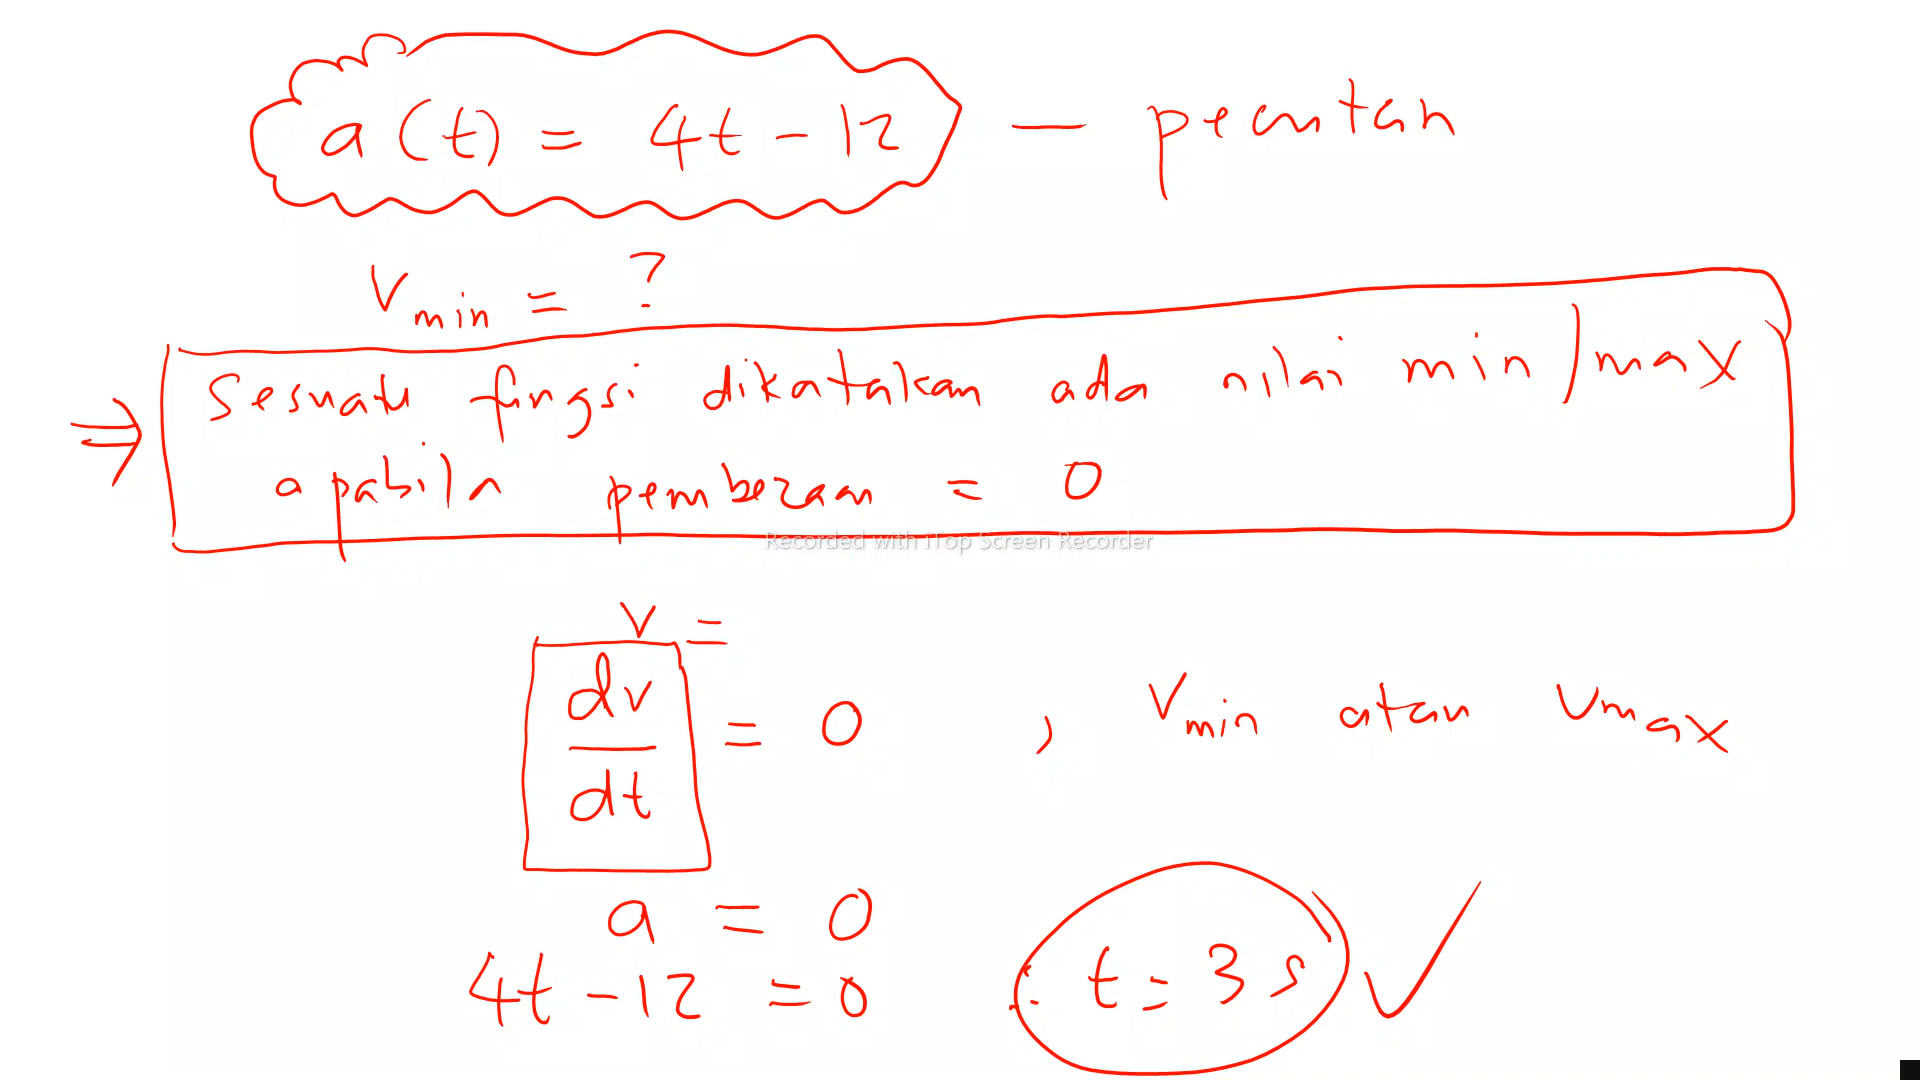 a(t) = 4t - 12 — pecutan
Vmin = ?
⇒ Sesuatu fungsi dikatakan ada nilai min/max
apabila pembezaan = 0
Recorded with iTop Screen Recorder
v =
dv/dt = 0 , Vmin atau Vmax
a = 0
4t - 12 = 0 ∴ t = 3 s ✓